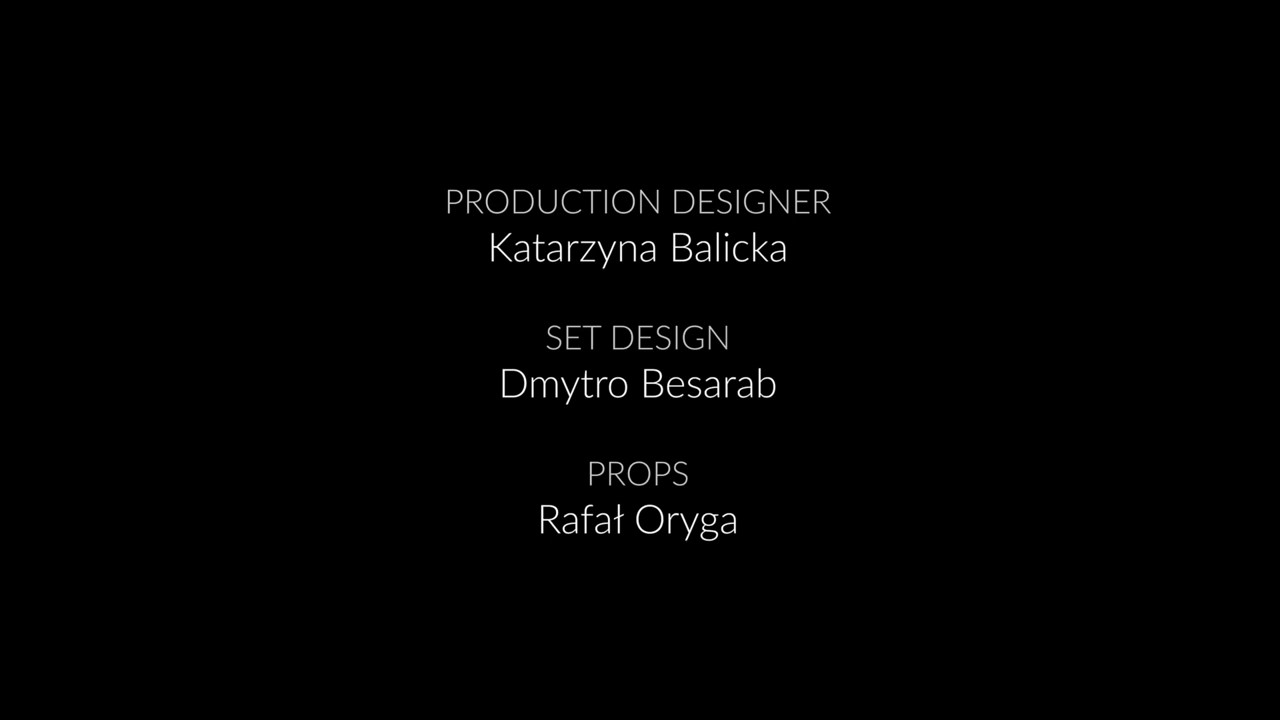 PRODUCTION DESIGNER
Katarzyna Balicka
SET DESIGN
Dmytro Besarab
PROPS
Rafał Oryga